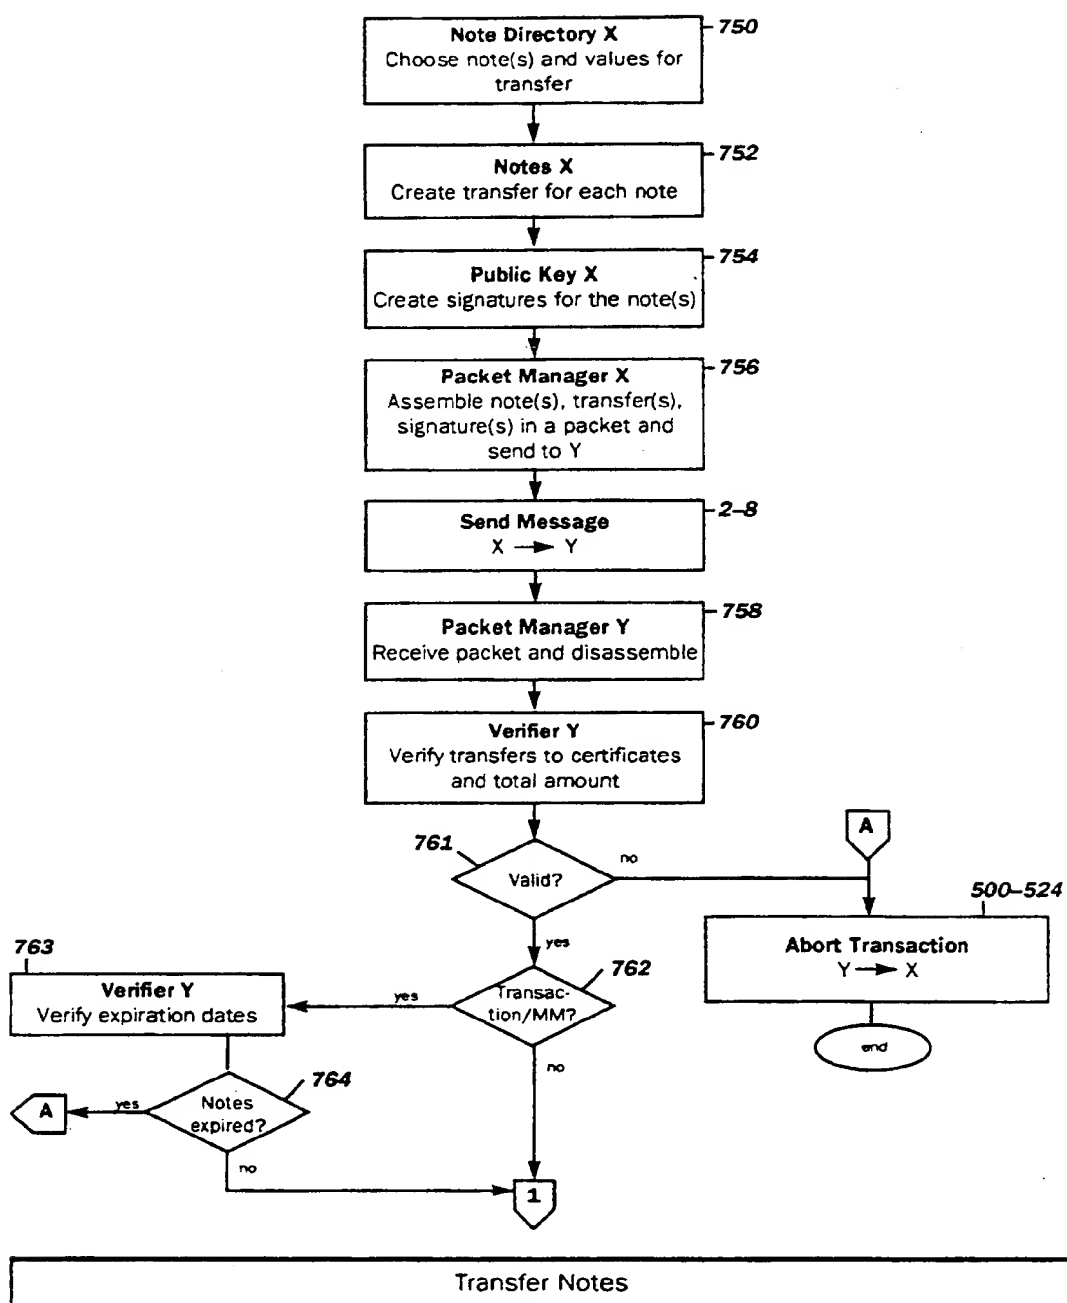 Note Directory X
Choose note(s) and values for
transfer
750
Notes X
Create transfer for each note
752
Public Key X
Create signatures for the note(s)
754
Packet Manager X
Assemble note(s), transfer(s),
signature(s) in a packet and
send to Y
756
Send Message
X Y
2–8
Packet Manager Y
Receive packet and disassemble
758
Verifier Y
Verify transfers to certificates
and total amount
760
A
761
Valid?
no
yes
500–524
Abort Transaction
Y X
end
762
Transac-
tion/MM?
yes
no
763
Verifier Y
Verify expiration dates
764
Notes
expired?
yes
A
no
1
Transfer Notes